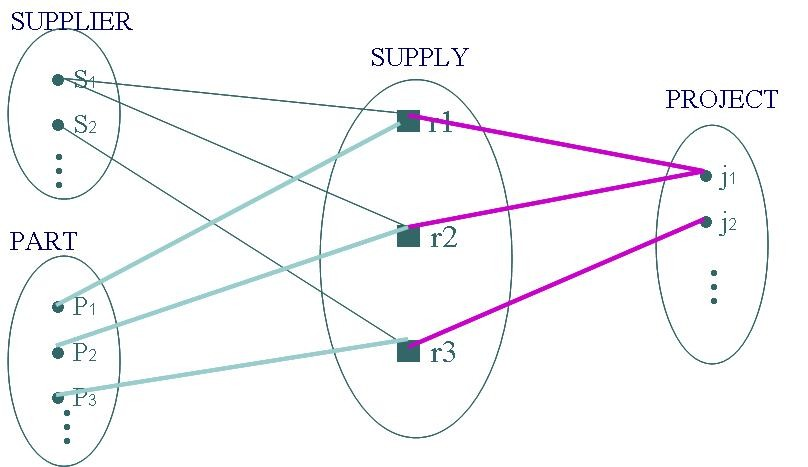 SUPPLIER
S1
S2
PART
P1
P2
P3
SUPPLY
r1
r2
r3
PROJECT
j1
j2